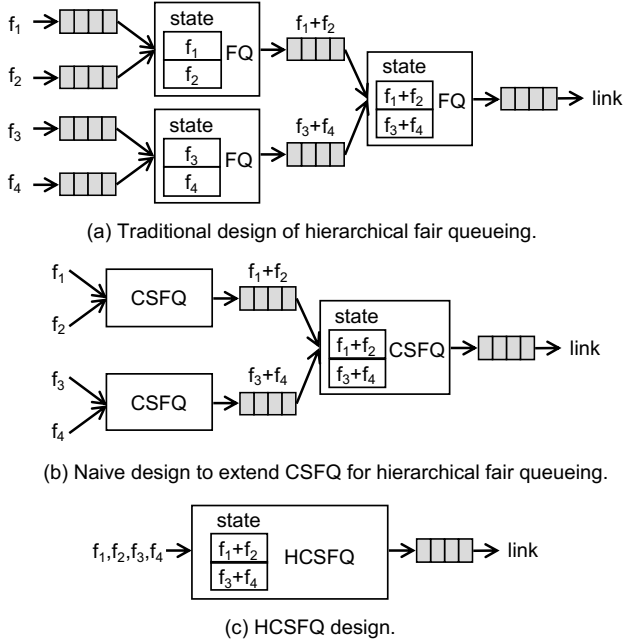 f1
f2
f3
f4
state
f1
f2
FQ
state
f3
f4
FQ
f1+f2
f3+f4
state
f1+f2
f3+f4
FQ
link
(a) Traditional design of hierarchical fair queueing.
f1
f2
f3
f4
CSFQ
CSFQ
f1+f2
f3+f4
state
f1+f2
f3+f4
CSFQ
link
(b) Naive design to extend CSFQ for hierarchical fair queueing.
f1,f2,f3,f4
state
f1+f2
f3+f4
HCSFQ
link
(c) HCSFQ design.